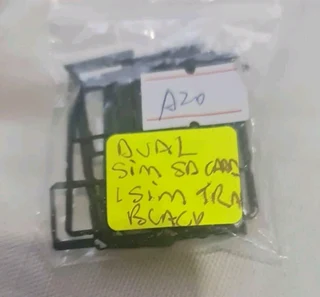 A20
DUAL
Sim SD CARD
1 Sim TRA
BLACK